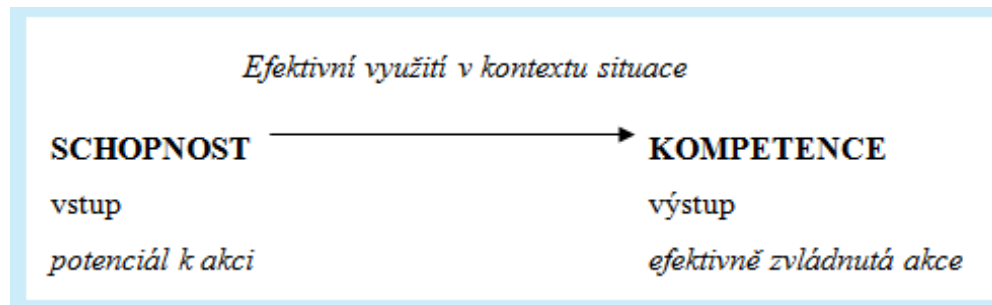 Efektivní využití v kontextu situace
SCHOPNOST KOMPETENCE
vstup výstup
potenciál k akci efektivně zvládnutá akce